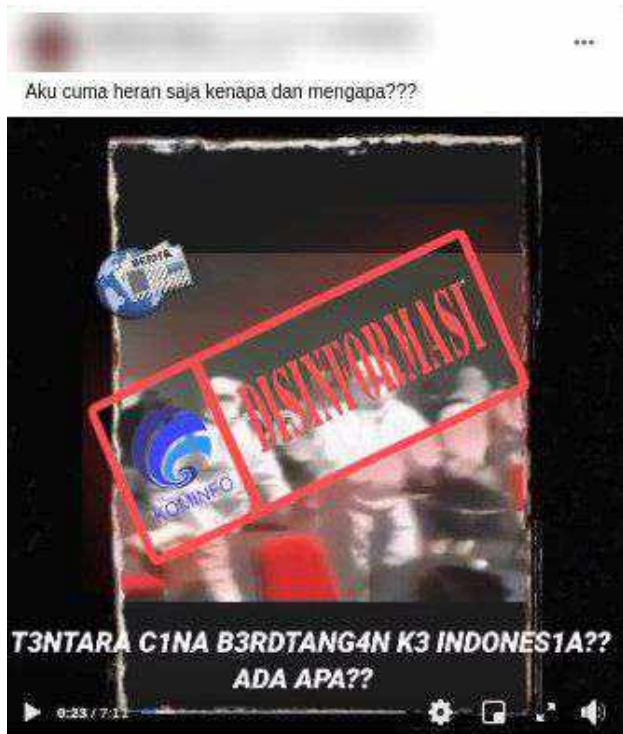 Aku cuma heran saja kenapa dan mengapa???
BERITA
DISINFORMASI
KOMINFO
T3NTARA C1NA B3RDTANG4N K3 INDONES1A??
ADA APA??
0:23 / 7:11